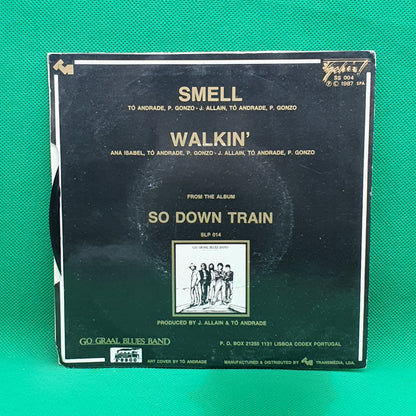 SS 004
℗ © 1987 SPA
SMELL
TÓ ANDRADE, P. GONZO - J. ALLAIN, TÓ ANDRADE, P. GONZO
WALKIN'
ANA ISABEL, TÓ ANDRADE, P. GONZO - J. ALLAIN, TÓ ANDRADE, P. GONZO
FROM THE ALBUM
SO DOWN TRAIN
SLP 014
GO GRAAL BLUES BAND
PRODUCED BY J. ALLAIN & TÓ ANDRADE
GO GRAAL BLUES BAND
P. O. BOX 21255 1131 LISBOA CODEX PORTUGAL
ART COVER BY TÓ ANDRADE
MANUFACTURED & DISTRIBUTED BY TRANSMÉDIA, LDA.